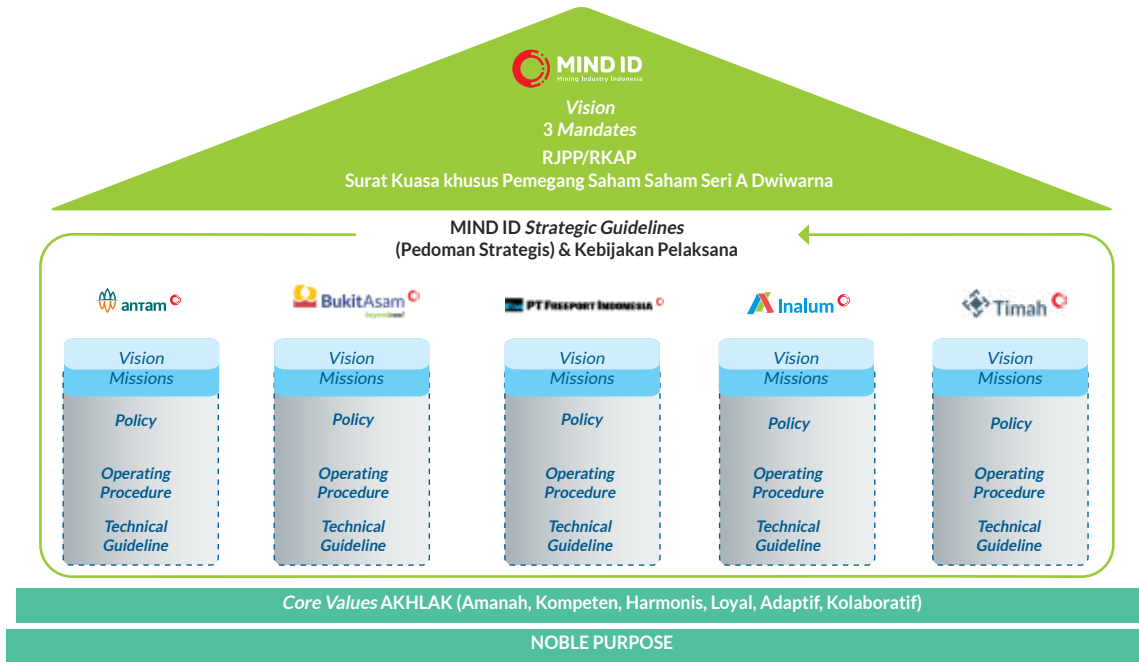 MIND ID
Mining Industry Indonesia
Vision
3 Mandates
RJPP/RKAP
Surat Kuasa khusus Pemegang Saham Saham Seri A Dwiwarna
MIND ID Strategic Guidelines
(Pedoman Strategis) & Kebijakan Pelaksana
antam
BukitAsam
beyond coal
PT FREEPORT INDONESIA
Inalum
Timah
Vision
Missions
Policy
Operating
Procedure
Technical
Guideline
Vision
Missions
Policy
Operating
Procedure
Technical
Guideline
Vision
Missions
Policy
Operating
Procedure
Technical
Guideline
Vision
Missions
Policy
Operating
Procedure
Technical
Guideline
Vision
Missions
Policy
Operating
Procedure
Technical
Guideline
Core Values AKHLAK (Amanah, Kompeten, Harmonis, Loyal, Adaptif, Kolaboratif)
NOBLE PURPOSE